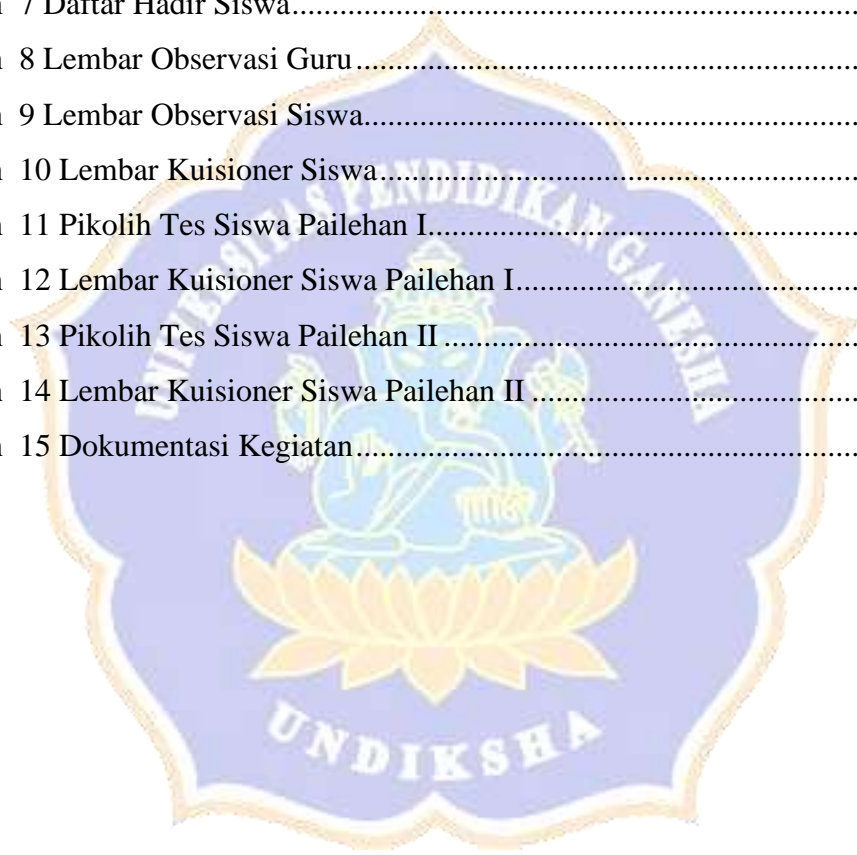 n 7 Daftar Hadir Siswa..........................................................................
n 8 Lembar Observasi Guru..................................................................
n 9 Lembar Observasi Siswa.................................................................
n 10 Lembar Kuisioner Siswa...............................................................
n 11 Pikolih Tes Siswa Pailehan I.........................................................
n 12 Lembar Kuisioner Siswa Pailehan I..............................................
n 13 Pikolih Tes Siswa Pailehan II .......................................................
n 14 Lembar Kuisioner Siswa Pailehan II ............................................
n 15 Dokumentasi Kegiatan..................................................................
UNIVERSITAS PENDIDIKAN GANESHA
UNDIKSHA